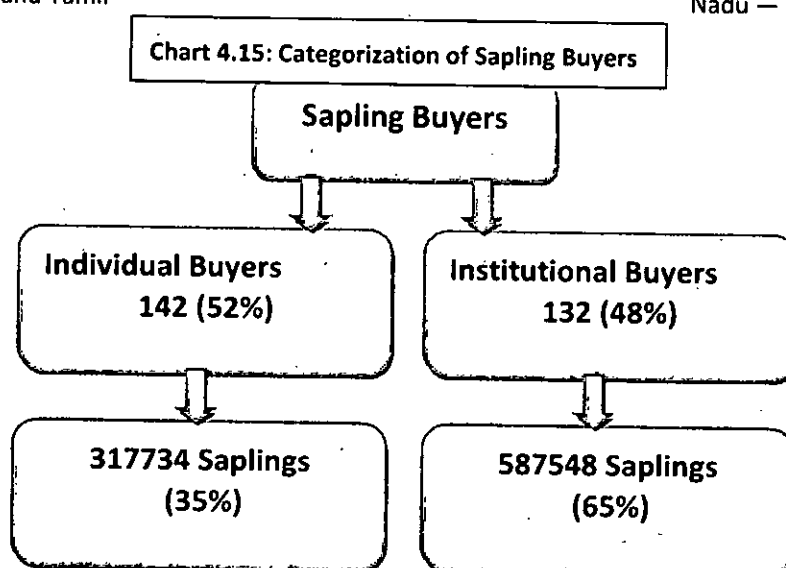 Nadu —
Chart 4.15: Categorization of Sapling Buyers
Sapling Buyers
Individual Buyers
142 (52%)
Institutional Buyers
132 (48%)
317734 Saplings
(35%)
587548 Saplings
(65%)